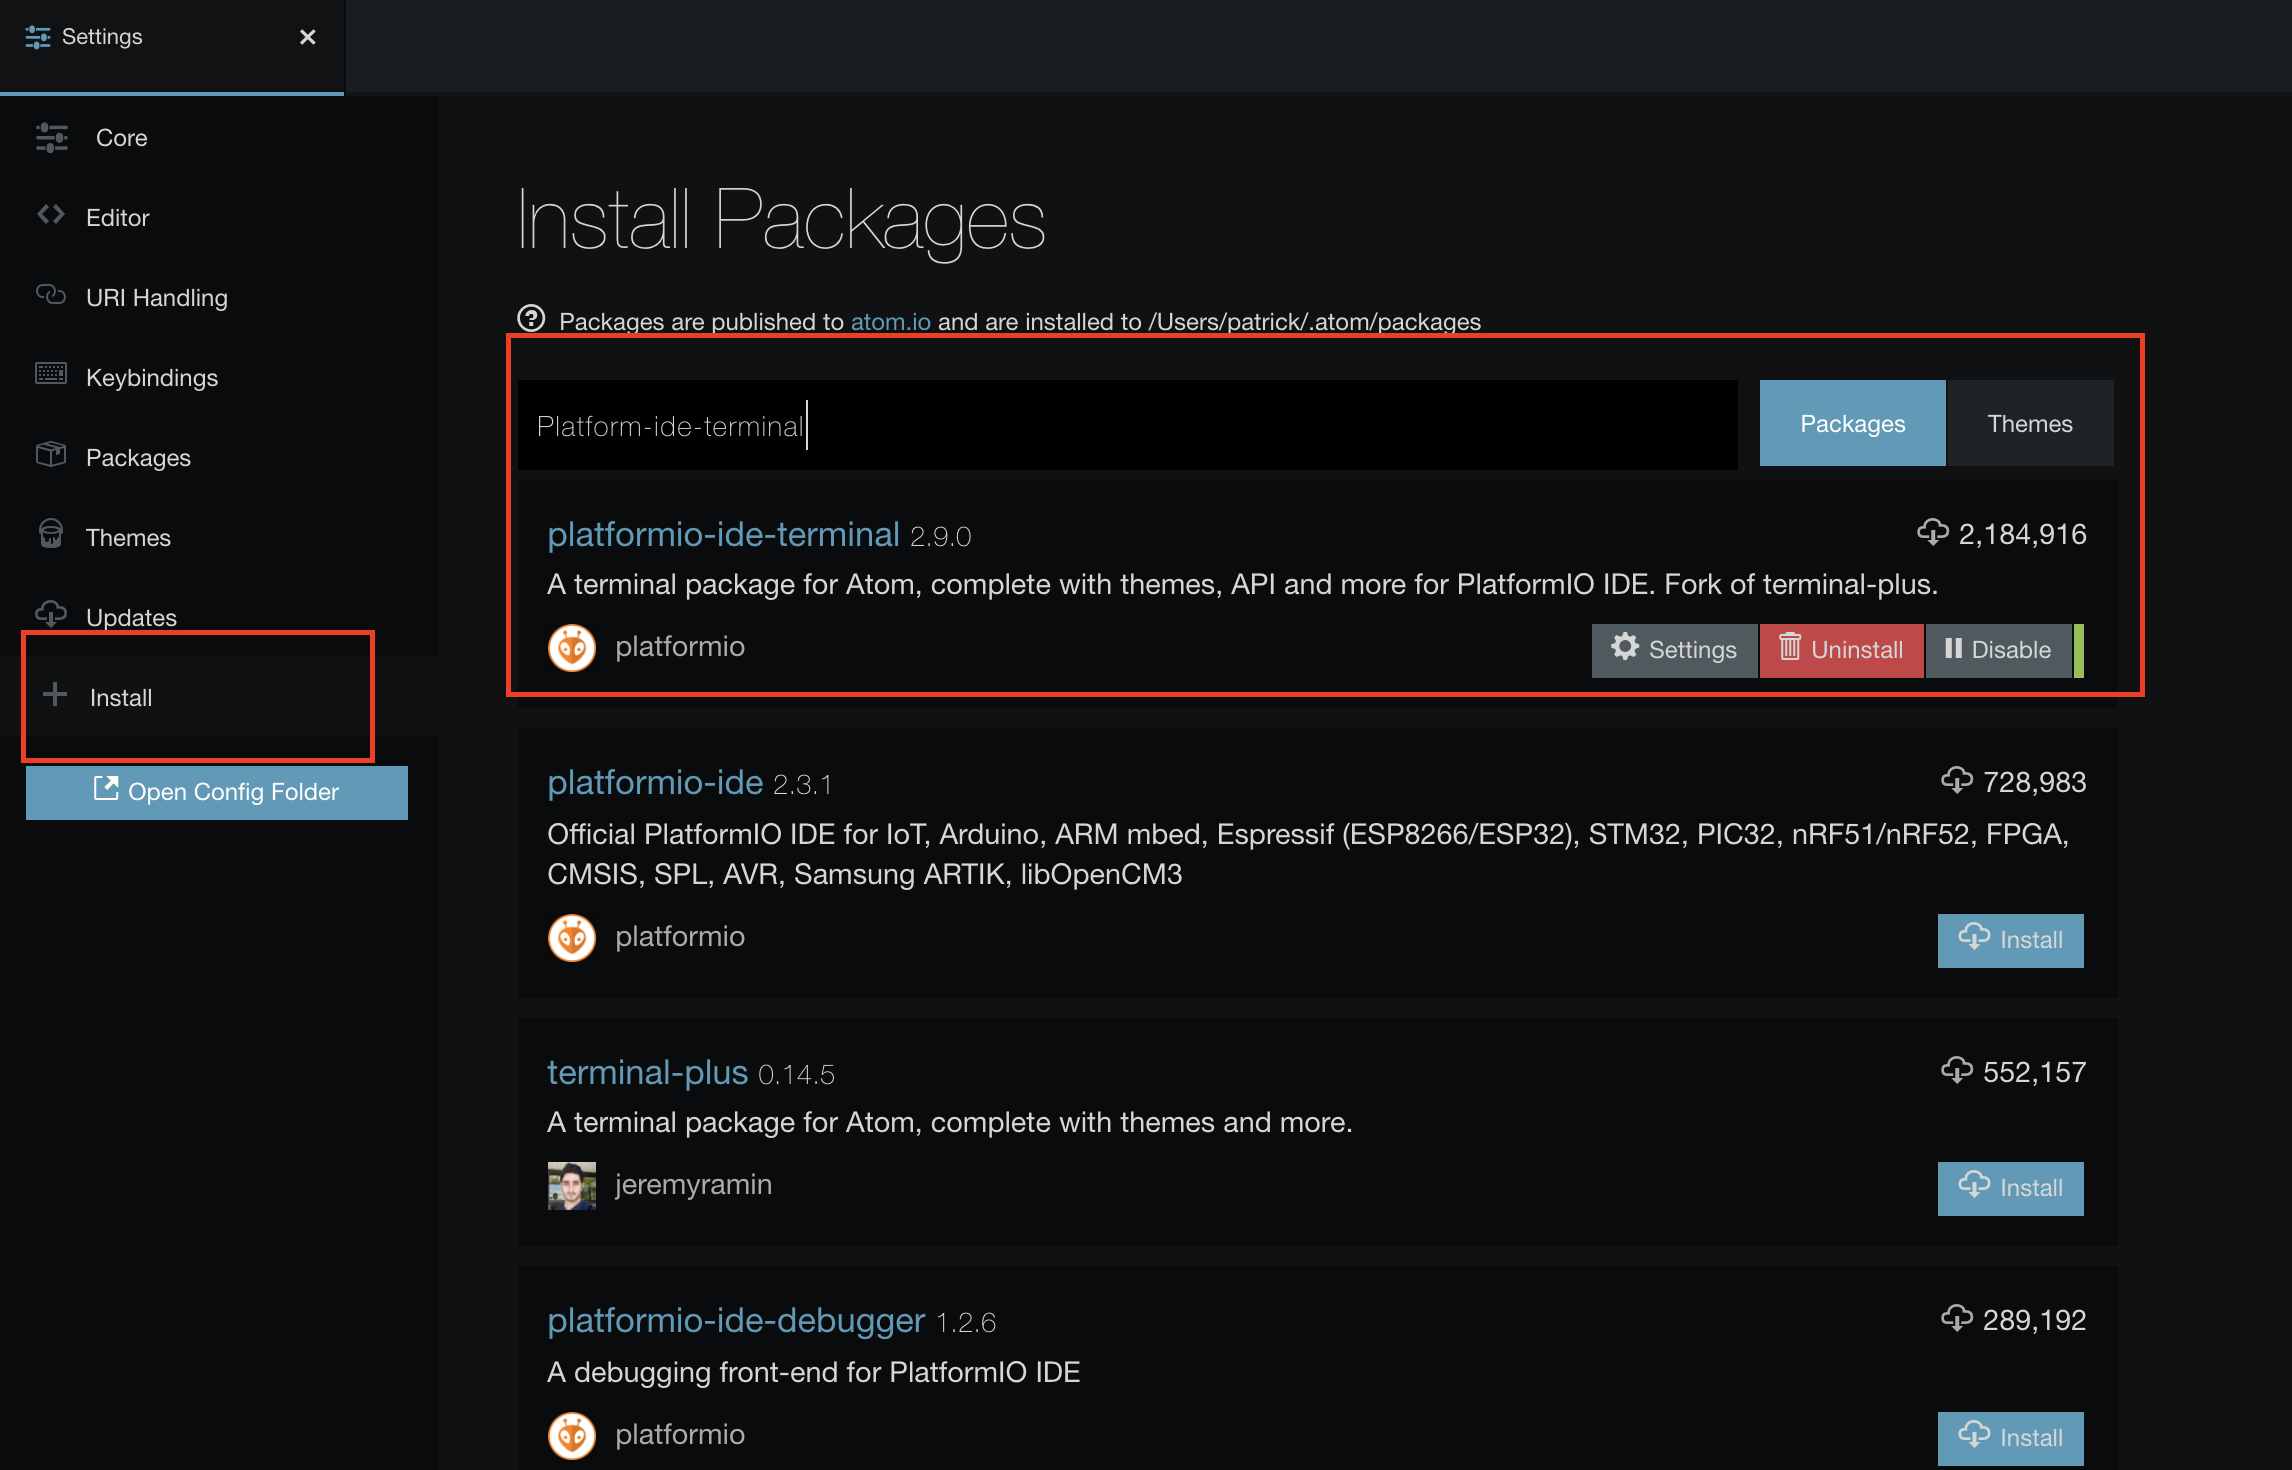 Settings
Core
Editor
URI Handling
Keybindings
Packages
Themes
Updates
Install
Open Config Folder
Install Packages
Packages are published to atom.io and are installed to /Users/patrick/.atom/packages
Platform-ide-terminal
Packages
Themes
platformio-ide-terminal 2.9.0
2,184,916
A terminal package for Atom, complete with themes, API and more for PlatformIO IDE. Fork of terminal-plus.
platformio
Settings
Uninstall
Disable
platformio-ide 2.3.1
728,983
Official PlatformIO IDE for IoT, Arduino, ARM mbed, Espressif (ESP8266/ESP32), STM32, PIC32, nRF51/nRF52, FPGA,
CMSIS, SPL, AVR, Samsung ARTIK, libOpenCM3
platformio
Install
terminal-plus 0.14.5
552,157
A terminal package for Atom, complete with themes and more.
jeremyramin
Install
platformio-ide-debugger 1.2.6
289,192
A debugging front-end for PlatformIO IDE
platformio
Install